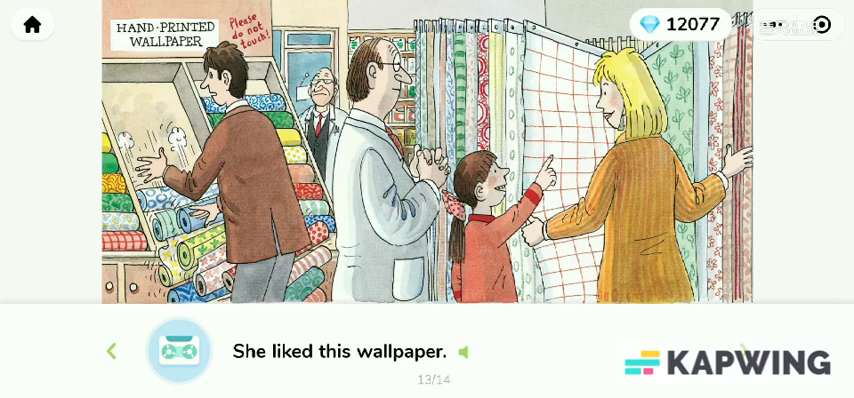 HAND-PRINTED
WALLPAPER
Please
do not
touch!
12077
She liked this wallpaper.
13/14
KAPWING